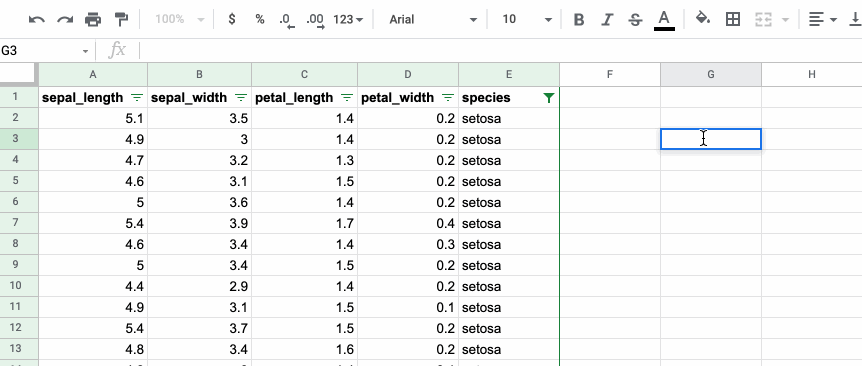 100% $ % .0 .00 123 Arial 10 B I S A
G3 fx
A B C D E F G H
1 sepal_length sepal_width petal_length petal_width species
2 5.1 3.5 1.4 0.2 setosa
3 4.9 3 1.4 0.2 setosa
4 4.7 3.2 1.3 0.2 setosa
5 4.6 3.1 1.5 0.2 setosa
6 5 3.6 1.4 0.2 setosa
7 5.4 3.9 1.7 0.4 setosa
8 4.6 3.4 1.4 0.3 setosa
9 5 3.4 1.5 0.2 setosa
10 4.4 2.9 1.4 0.2 setosa
11 4.9 3.1 1.5 0.1 setosa
12 5.4 3.7 1.5 0.2 setosa
13 4.8 3.4 1.6 0.2 setosa